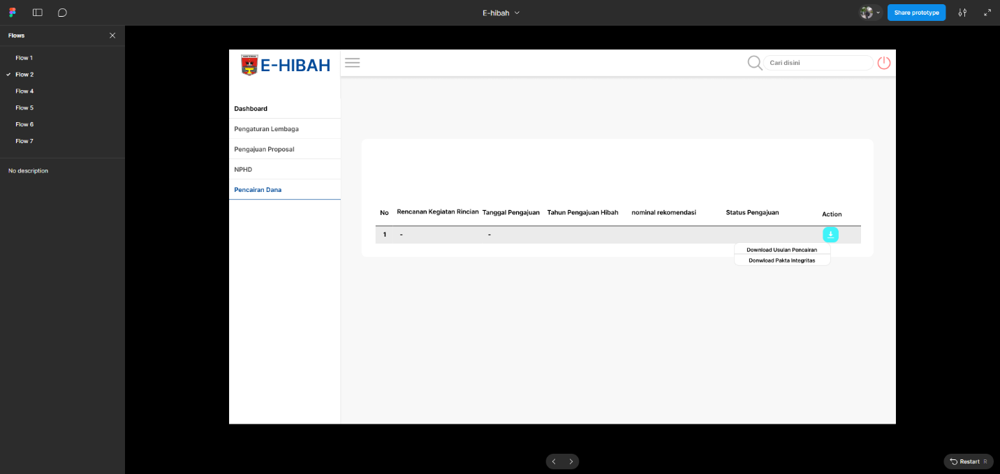 E-hibah
Share prototype
Flows
Flow 1
Flow 2
Flow 4
Flow 5
Flow 6
Flow 7
No description
E-HIBAH
Cari disini
Dashboard
Pengaturan Lembaga
Pengajuan Proposal
NPHD
Pencairan Dana
No Rencanan Kegiatan Rincian Tanggal Pengajuan Tahun Pengajuan Hibah nominal rekomendasi Status Pengajuan Action
1 - -
Download Usulan Pencairan
Donwload Pakta Integritas
Restart R